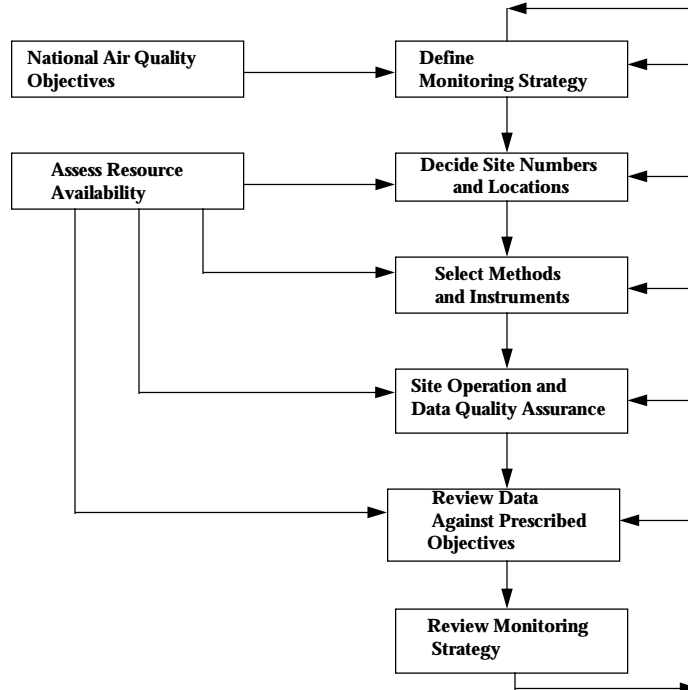 National Air Quality
Objectives
Define
Monitoring Strategy
Assess Resource
Availability
Decide Site Numbers
and Locations
Select Methods
and Instruments
Site Operation and
Data Quality Assurance
Review Data
Against Prescribed
Objectives
Review Monitoring
Strategy